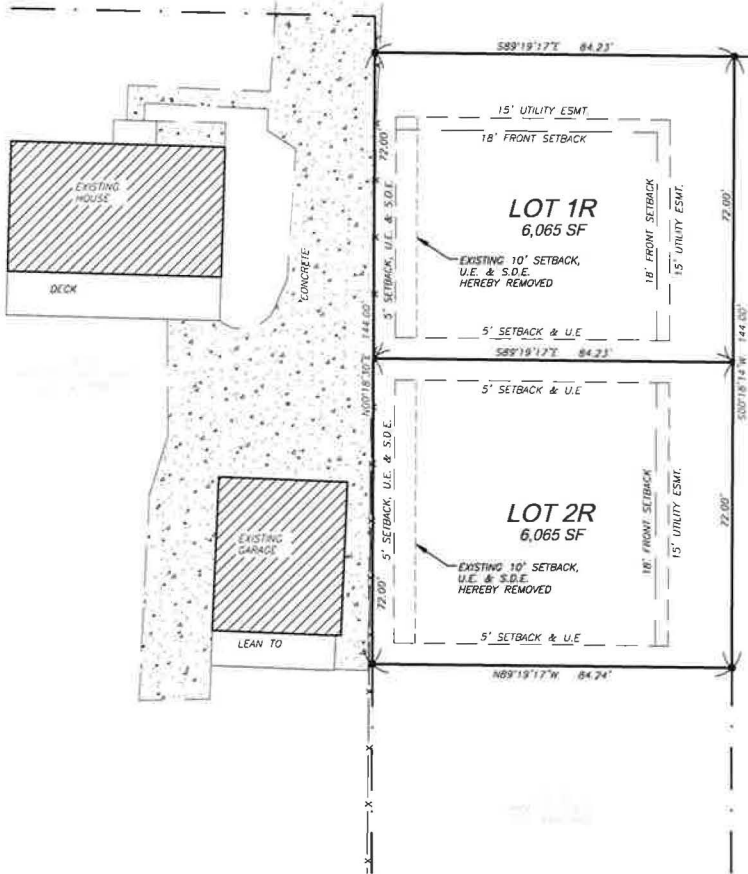 S89°19'17"E 84.23'
15' UTILITY ESMT.
18' FRONT SETBACK
72.00'
5' SETBACK, U.E. & S.D.E.
LOT 1R
6,065 SF
EXISTING 10' SETBACK,
U.E. & S.D.E.
HEREBY REMOVED
18' FRONT SETBACK
15' UTILITY ESMT.
72.00'
EXISTING
HOUSE
DECK
CONCRETE
5' SETBACK & U.E
N00°18'30"E 144.00'
S89°19'17"E 84.23'
S00°16'14"W 144.00'
5' SETBACK & U.E
5' SETBACK, U.E. & S.D.E.
LOT 2R
6,065 SF
EXISTING 10' SETBACK,
U.E. & S.D.E.
HEREBY REMOVED
18' FRONT SETBACK
15' UTILITY ESMT.
72.00'
72.00'
EXISTING
GARAGE
LEAN TO
5' SETBACK & U.E
N89°19'17"W 84.24'